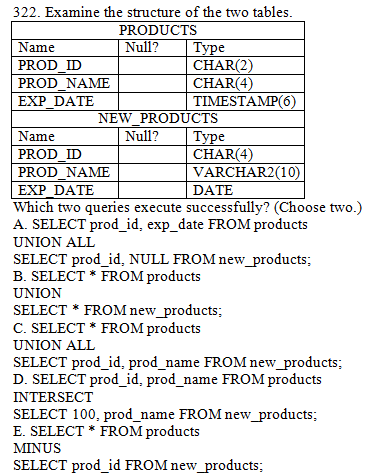 322. Examine the structure of the two tables.
PRODUCTS
Name Null? Type
PROD_ID CHAR(2)
PROD_NAME CHAR(4)
EXP_DATE TIMESTAMP(6)
NEW_PRODUCTS
Name Null? Type
PROD_ID CHAR(4)
PROD_NAME VARCHAR2(10)
EXP_DATE DATE
Which two queries execute successfully? (Choose two.)
A. SELECT prod_id, exp_date FROM products
UNION ALL
SELECT prod_id, NULL FROM new_products;
B. SELECT * FROM products
UNION
SELECT * FROM new_products;
C. SELECT * FROM products
UNION ALL
SELECT prod_id, prod_name FROM new_products;
D. SELECT prod_id, prod_name FROM products
INTERSECT
SELECT 100, prod_name FROM new_products;
E. SELECT * FROM products
MINUS
SELECT prod_id FROM new_products;